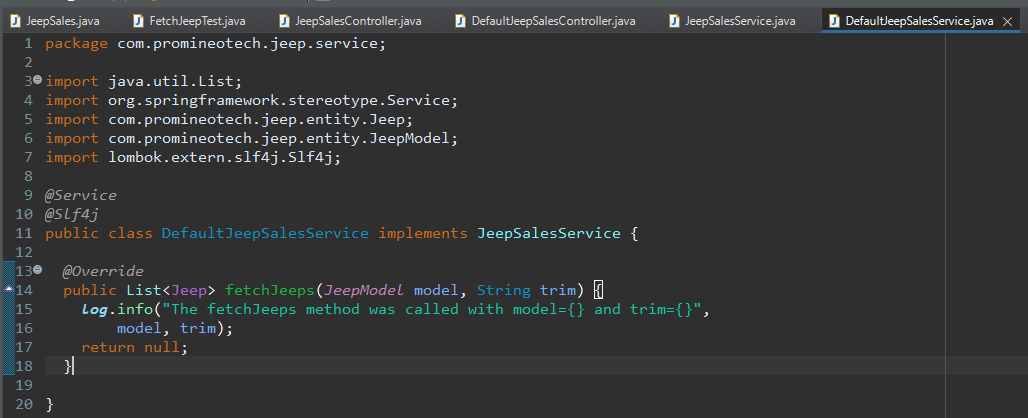 JeepSales.java FetchJeepTest.java JeepSalesController.java DefaultJeepSalesController.java JeepSalesService.java DefaultJeepSalesService.java
1 package com.promineotech.jeep.service;
2
3 import java.util.List;
4 import org.springframework.stereotype.Service;
5 import com.promineotech.jeep.entity.Jeep;
6 import com.promineotech.jeep.entity.JeepModel;
7 import lombok.extern.slf4j.Slf4j;
8
9 @Service
10 @Slf4j
11 public class DefaultJeepSalesService implements JeepSalesService {
12
13 @Override
14 public List<Jeep> fetchJeeps(JeepModel model, String trim) {
15 log.info("The fetchJeeps method was called with model={} and trim={}",
16 model, trim);
17 return null;
18 }
19
20 }